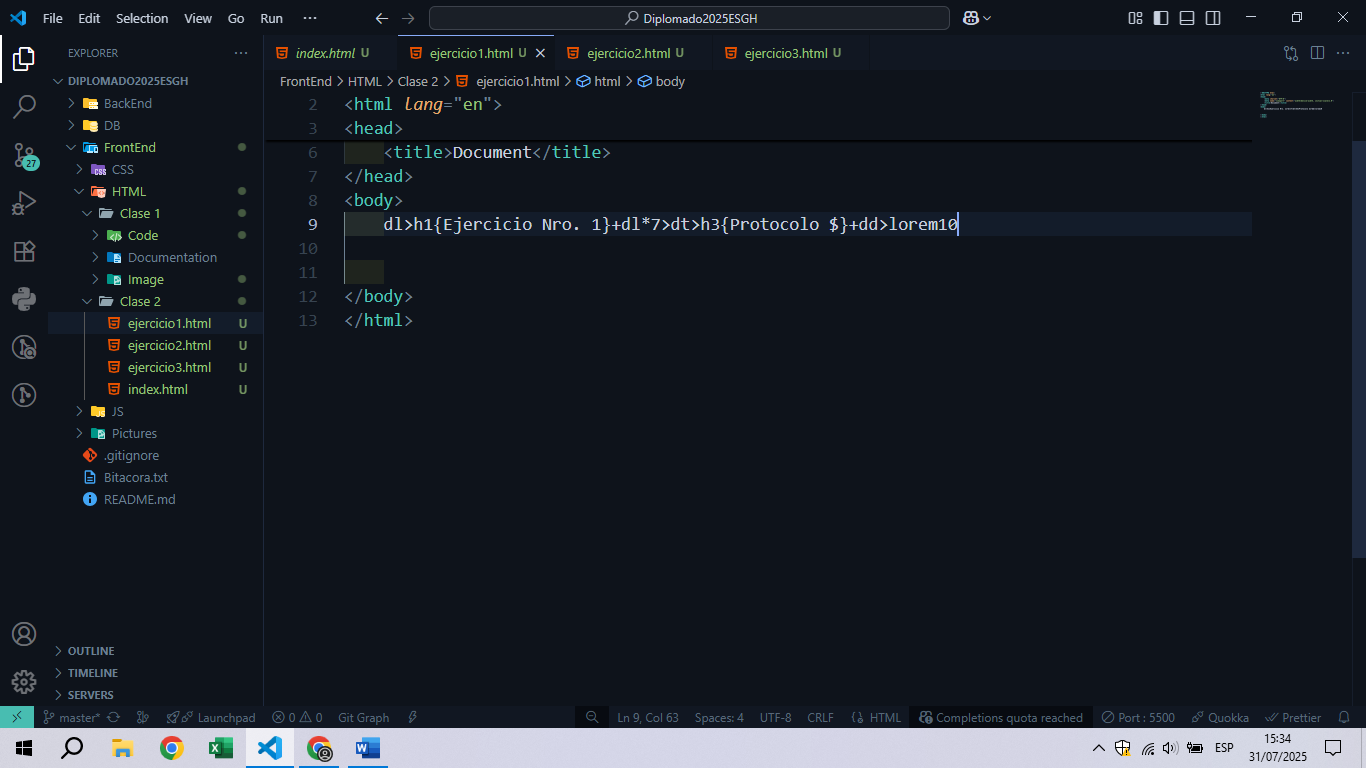 File Edit Selection View Go Run ··· Diplomado2025ESGH
EXPLORER ···
DIPLOMADO2025ESGH
BackEnd
DB
FrontEnd
CSS
HTML
Clase 1
Code
Documentation
Image
Clase 2
ejercicio1.html U
ejercicio2.html U
ejercicio3.html U
index.html U
JS
Pictures
.gitignore
Bitacora.txt
README.md
OUTLINE
TIMELINE
SERVERS
27
index.html U ejercicio1.html U ejercicio2.html U ejercicio3.html U
FrontEnd > HTML > Clase 2 > ejercicio1.html > html > body
2 <html lang="en">
3 <head>
6 <title>Document</title>
7 </head>
8 <body>
9 dl>h1{Ejercicio Nro. 1}+dl*7>dt>h3{Protocolo $}+dd>lorem10
10
11
12 </body>
13 </html>
master* Launchpad 0 0 Git Graph Ln 9, Col 63 Spaces: 4 UTF-8 CRLF {} HTML Completions quota reached Port : 5500 Quokka Prettier
ESP 15:34
31/07/2025